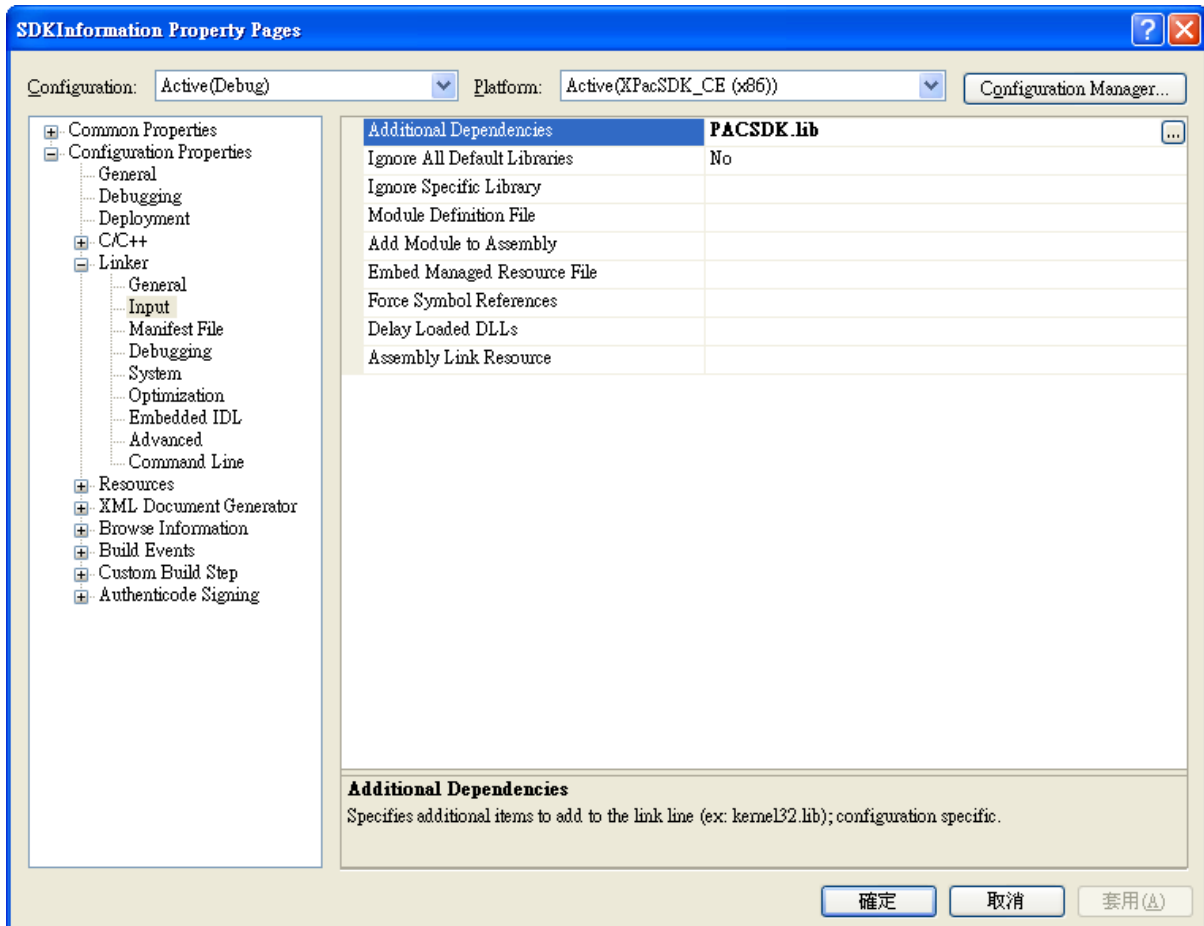 SDKInformation Property Pages
Configuration: Active(Debug) Platform: Active(XPacSDK_CE (x86)) Configuration Manager...
Common Properties
Configuration Properties
General
Debugging
Deployment
C/C++
Linker
General
Input
Manifest File
Debugging
System
Optimization
Embedded IDL
Advanced
Command Line
Resources
XML Document Generator
Browse Information
Build Events
Custom Build Step
Authenticode Signing
Additional Dependencies PACSDK.lib ...
Ignore All Default Libraries No
Ignore Specific Library
Module Definition File
Add Module to Assembly
Embed Managed Resource File
Force Symbol References
Delay Loaded DLLs
Assembly Link Resource
Additional Dependencies
Specifies additional items to add to the link line (ex: kernel32.lib); configuration specific.
確定 取消 套用(A)